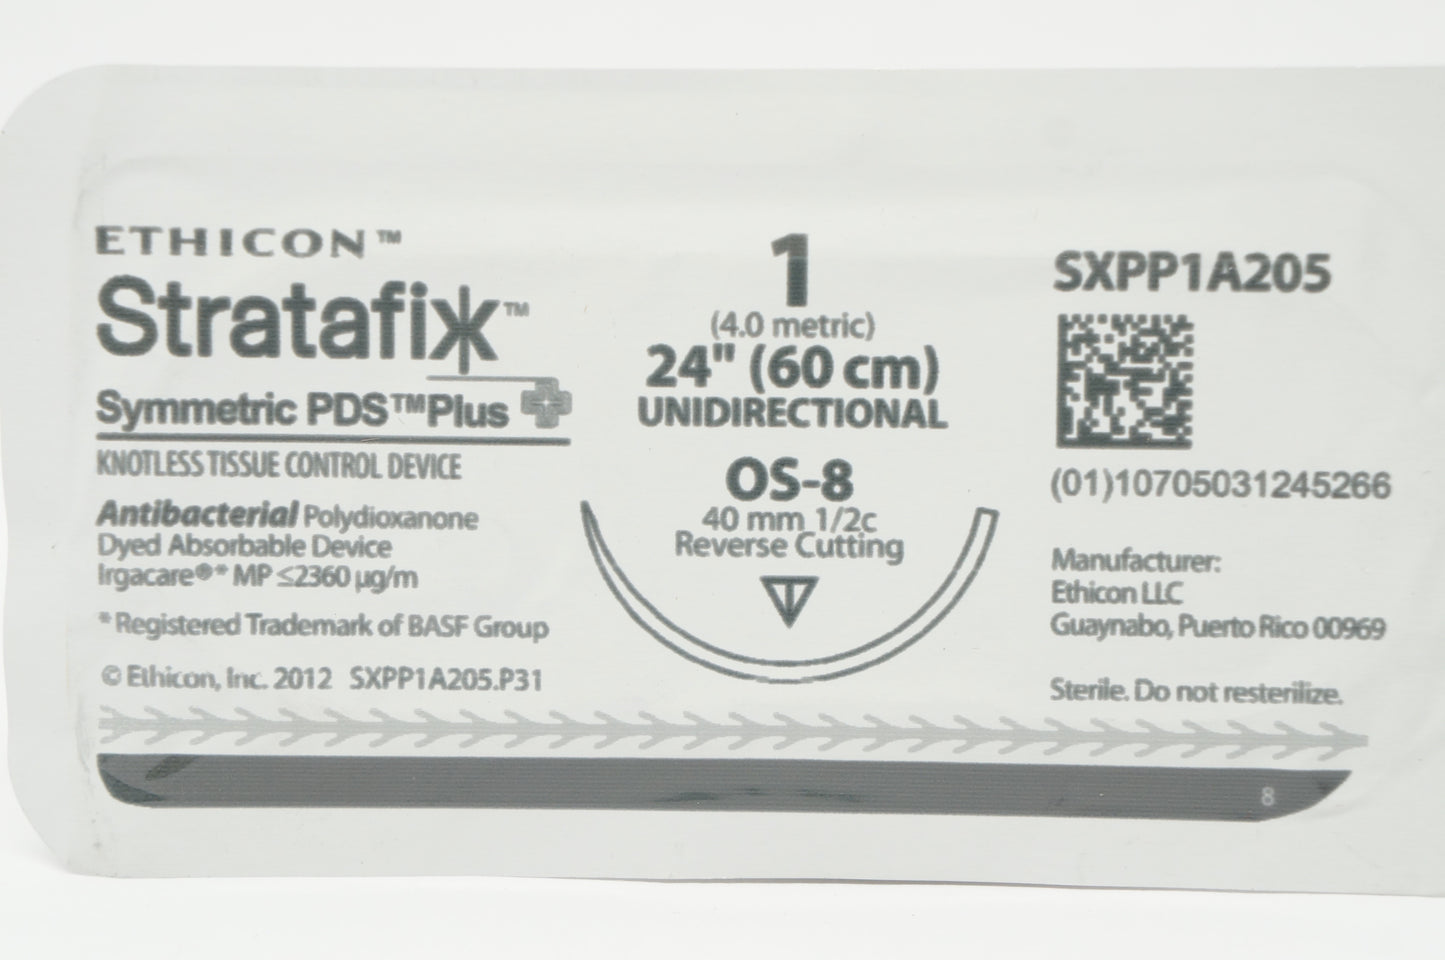 ETHICON™
Stratafix™
Symmetric PDS™ Plus
KNOTLESS TISSUE CONTROL DEVICE
Antibacterial Polydioxanone
Dyed Absorbable Device
Irgacare®* MP ≤2360 µg/m
*Registered Trademark of BASF Group
© Ethicon, Inc. 2012 SXPP1A205.P31
1
(4.0 metric)
24" (60 cm)
UNIDIRECTIONAL
OS-8
40 mm 1/2c
Reverse Cutting
SXPP1A205
(01)10705031245266
Manufacturer:
Ethicon LLC
Guaynabo, Puerto Rico 00969
Sterile. Do not resterilize.
8